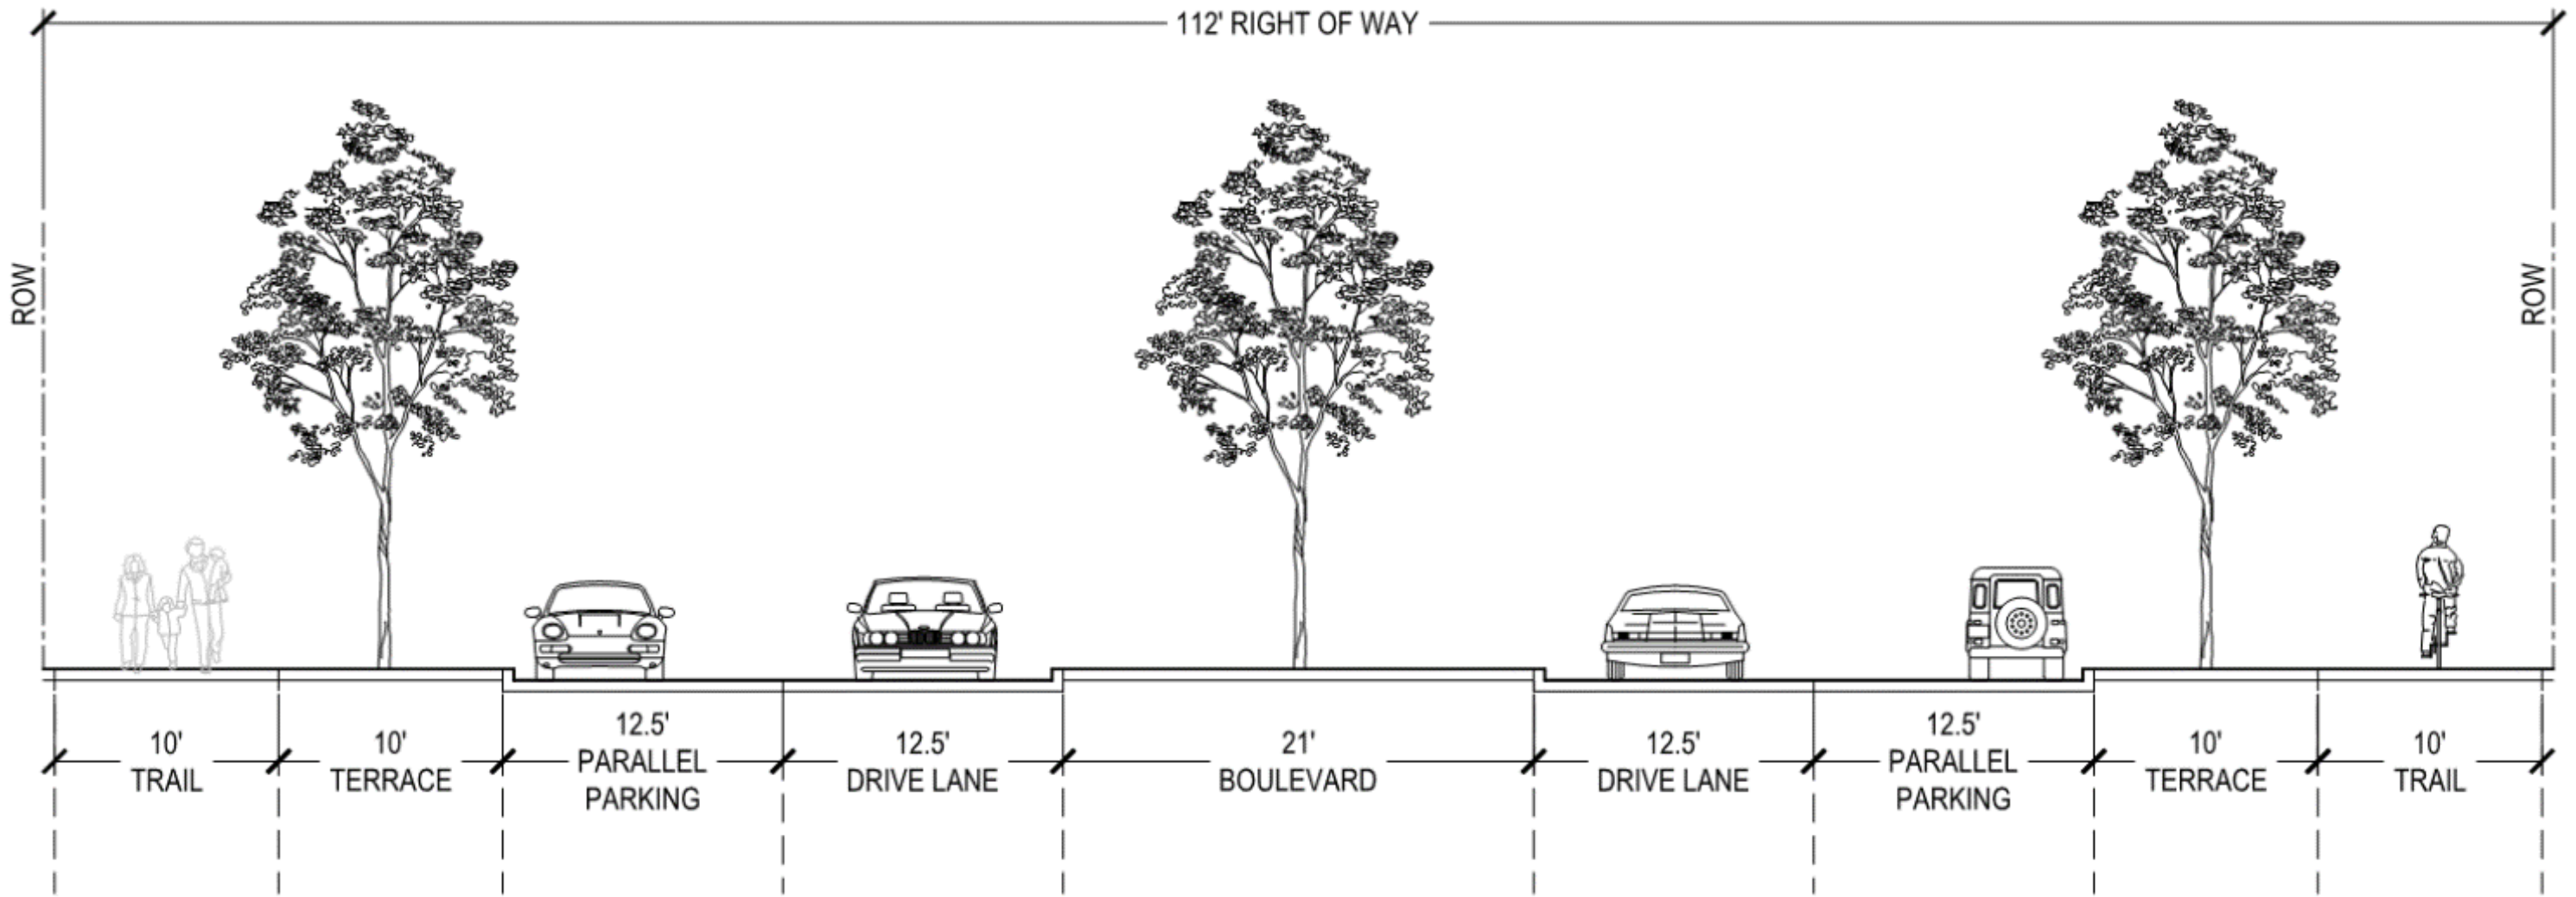 112' RIGHT OF WAY
ROW
ROW
10'
TRAIL
10'
TERRACE
12.5'
PARALLEL
PARKING
12.5'
DRIVE LANE
21'
BOULEVARD
12.5'
DRIVE LANE
12.5'
PARALLEL
PARKING
10'
TERRACE
10'
TRAIL